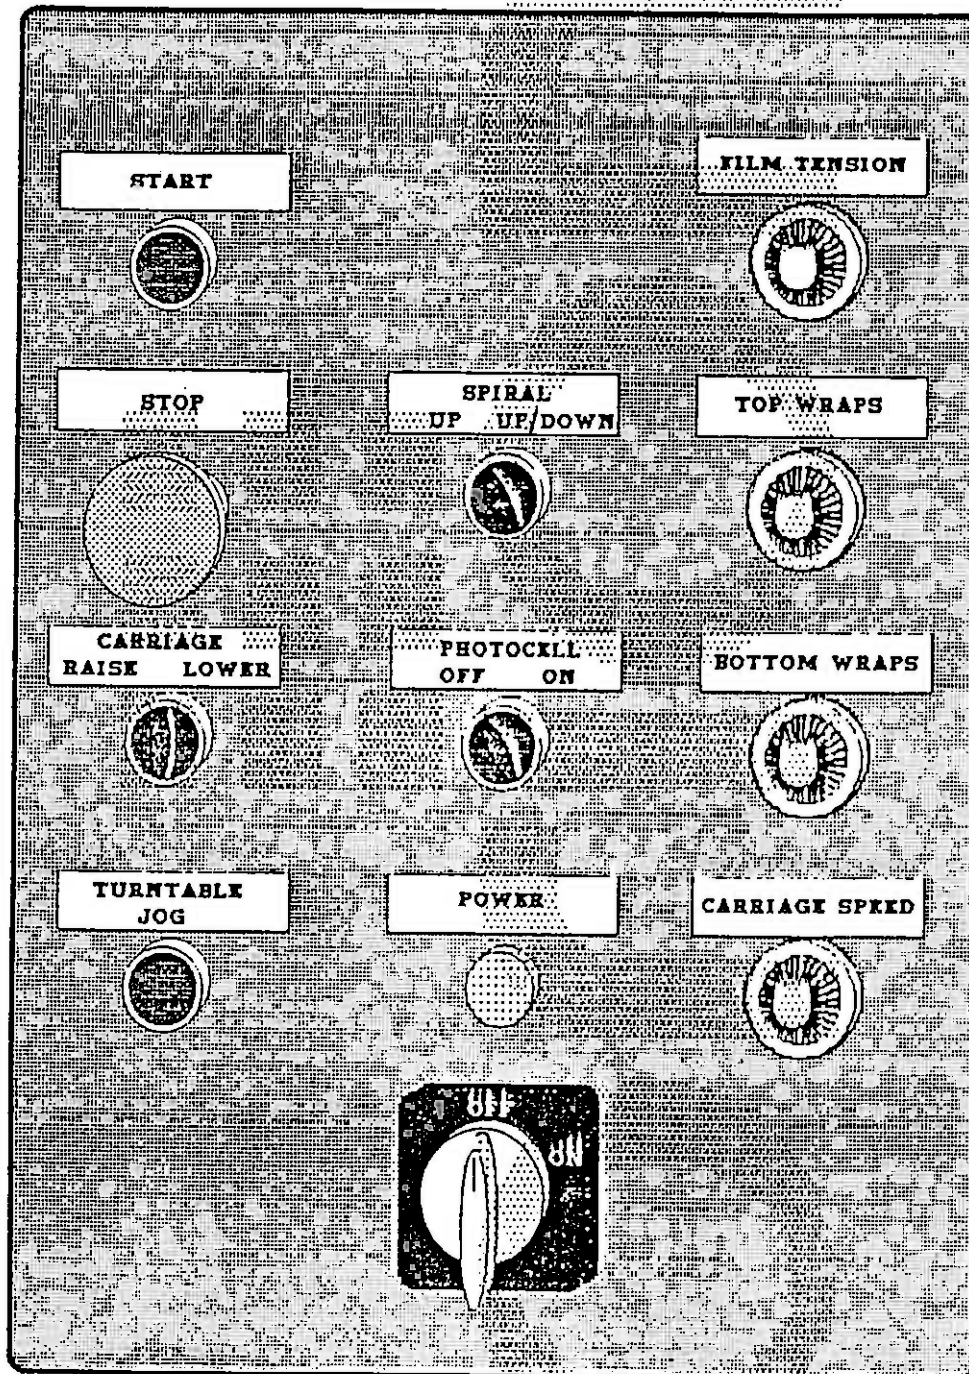 START
FILM TENSION
STOP
SPIRAL
UP UP/DOWN
TOP WRAPS
CARRIAGE
RAISE LOWER
PHOTOCELL
OFF ON
BOTTOM WRAPS
TURNTABLE
JOG
POWER
CARRIAGE SPEED
OFF
ON